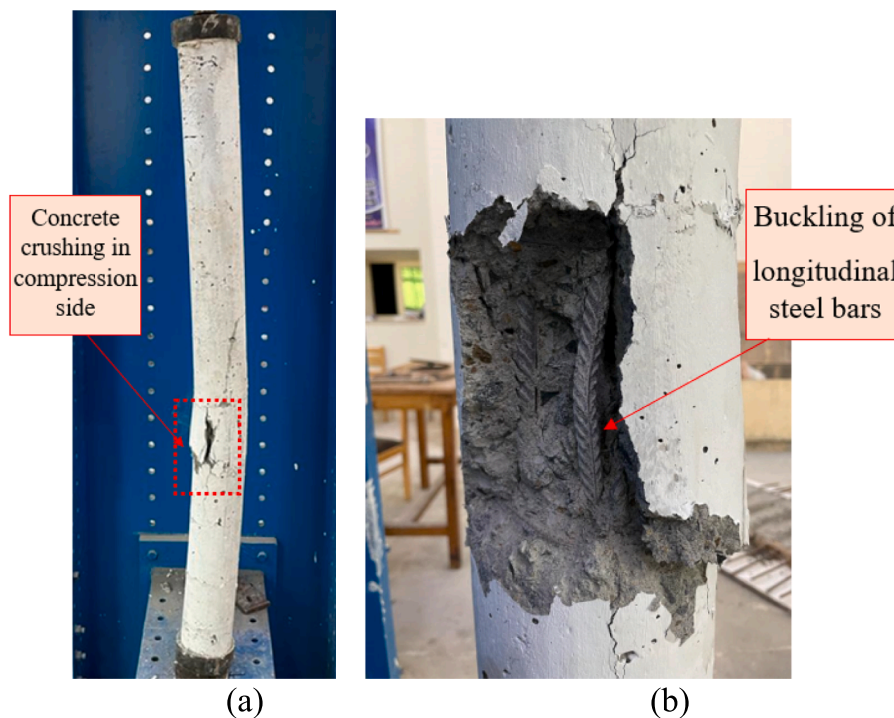 Concrete
crushing in
compression
side
Buckling of
longitudinal
steel bars
(a)
(b)